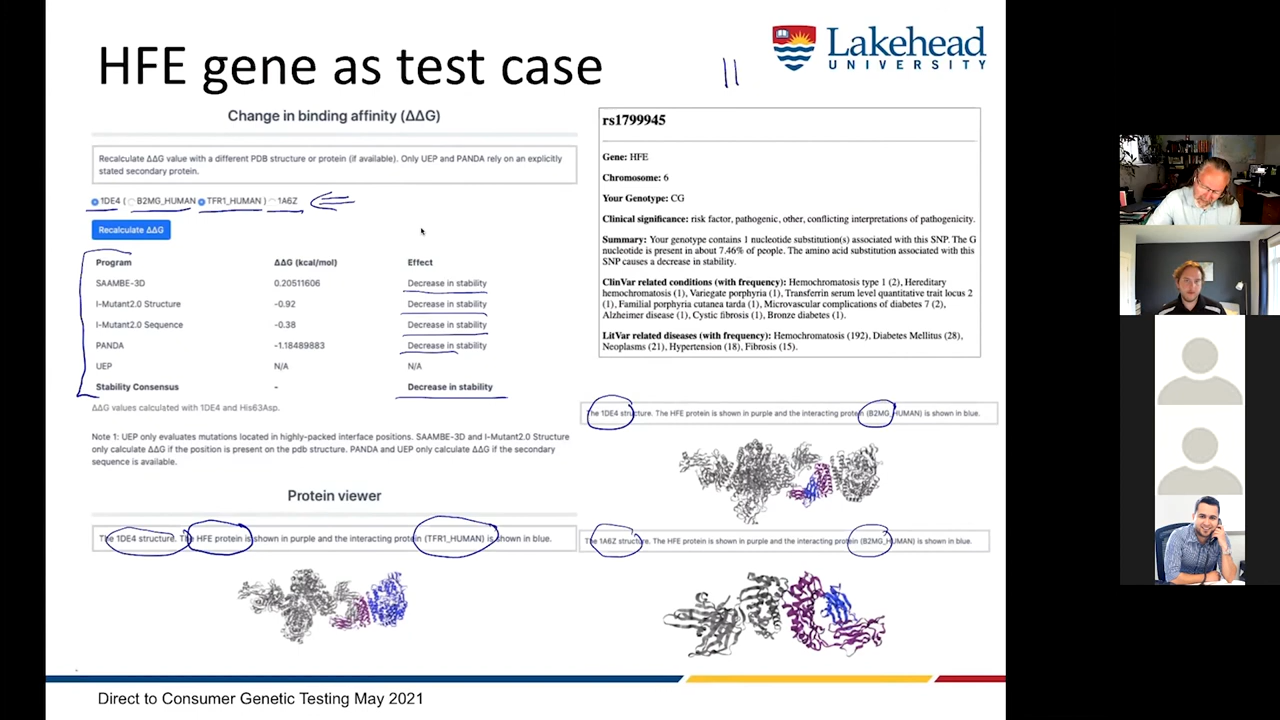 HFE gene as test case
Lakehead
UNIVERSITY
Change in binding affinity (ΔΔG)
Recalculate ΔΔG value with a different PDB structure or protein (if available). Only UEP and PANDA rely on an explicitly
stated secondary protein.
1DE4 ( B2MG_HUMAN TFR1_HUMAN ) 1A6Z
Recalculate ΔΔG
Program ΔΔG (kcal/mol) Effect
SAAMBE-3D 0.20511606 Decrease in stability
I-Mutant2.0 Structure -0.92 Decrease in stability
I-Mutant2.0 Sequence -0.38 Decrease in stability
PANDA -1.18489883 Decrease in stability
UEP N/A N/A
Stability Consensus - Decrease in stability
ΔΔG values calculated with 1DE4 and His63Asp.
Note 1: UEP only evaluates mutations located in highly-packed interface positions. SAAMBE-3D and I-Mutant2.0 Structure
only calculate ΔΔG if the position is present on the pdb structure. PANDA and UEP only calculate ΔΔG if the secondary
sequence is available.
Protein viewer
The 1DE4 structure. The HFE protein is shown in purple and the interacting protein (TFR1_HUMAN) is shown in blue.
rs1799945
Gene: HFE
Chromosome: 6
Your Genotype: CG
Clinical significance: risk factor, pathogenic, other, conflicting interpretations of pathogenicity.
Summary: Your genotype contains 1 nucleotide substitution(s) associated with this SNP. The G
nucleotide is present in about 7.46% of people. The amino acid substitution associated with this
SNP causes a decrease in stability.
ClinVar related conditions (with frequency): Hemochromatosis type 1 (2), Hereditary
hemochromatosis (1), Variegate porphyria (1), Transferrin serum level quantitative trait locus 2
(1), Familial porphyria cutanea tarda (1), Microvascular complications of diabetes 7 (2),
Alzheimer disease (1), Cystic fibrosis (1), Bronze diabetes (1).
LitVar related diseases (with frequency): Hemochromatosis (192), Diabetes Mellitus (28),
Neoplasms (21), Hypertension (18), Fibrosis (15).
The 1DE4 structure. The HFE protein is shown in purple and the interacting protein (B2MG_HUMAN) is shown in blue.
The 1A6Z structure. The HFE protein is shown in purple and the interacting protein (B2MG_HUMAN) is shown in blue.
Direct to Consumer Genetic Testing May 2021